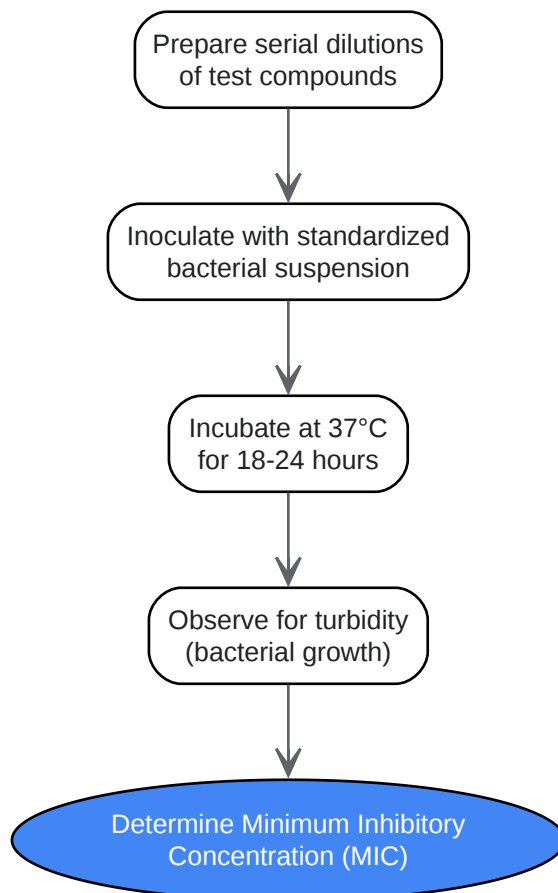 Prepare serial dilutions
of test compounds
Inoculate with standardized
bacterial suspension
Incubate at 37°C
for 18-24 hours
Observe for turbidity
(bacterial growth)
Determine Minimum Inhibitory
Concentration (MIC)